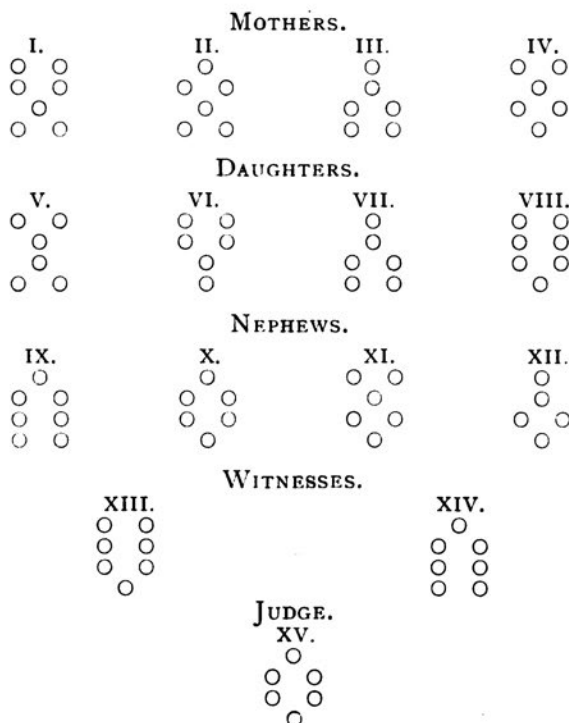 MOTHERS.
I. II. III. IV.
DAUGHTERS.
V. VI. VII. VIII.
NEPHEWS.
IX. X. XI. XII.
WITNESSES.
XIII. XIV.
JUDGE.
XV.